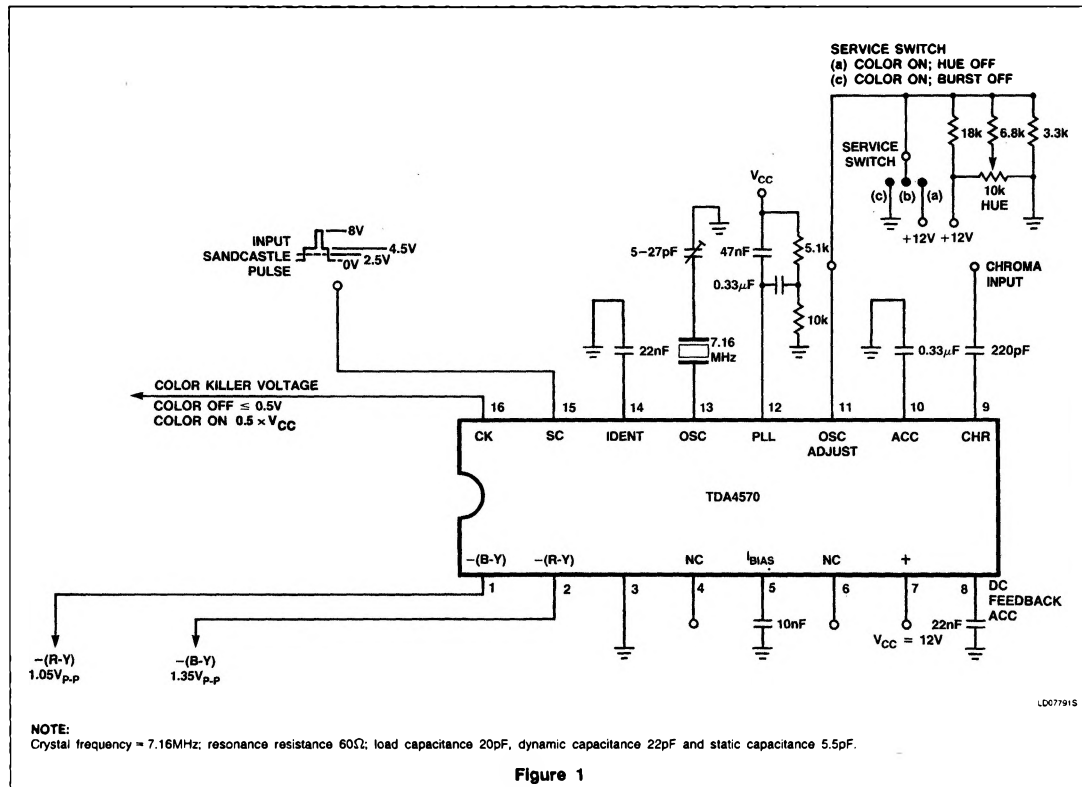 SERVICE SWITCH
(a) COLOR ON; HUE OFF
(c) COLOR ON; BURST OFF
18k
6.8k
3.3k
SERVICE
SWITCH
(c)
(b)
(a)
10k
HUE
+12V
+12V
VCC
INPUT
SANDCASTLE
PULSE
8V
4.5V
2.5V
0V
5–27pF
47nF
5.1k
0.33µF
10k
CHROMA
INPUT
22nF
7.16
MHz
0.33µF
220pF
COLOR KILLER VOLTAGE
COLOR OFF ≤ 0.5V
COLOR ON 0.5 × VCC
16
15
14
13
12
11
10
9
CK
SC
IDENT
OSC
PLL
OSC
ADJUST
ACC
CHR
TDA4570
–(B-Y)
–(R-Y)
NC
IBIAS
NC
+
1
2
3
4
5
6
7
8
DC
FEEDBACK
ACC
10nF
VCC = 12V
22nF
–(R-Y)
1.05VP-P
–(B-Y)
1.35VP-P
LD07791S
NOTE:
Crystal frequency = 7.16MHz; resonance resistance 60Ω; load capacitance 20pF, dynamic capacitance 22pF and static capacitance 5.5pF.
Figure 1